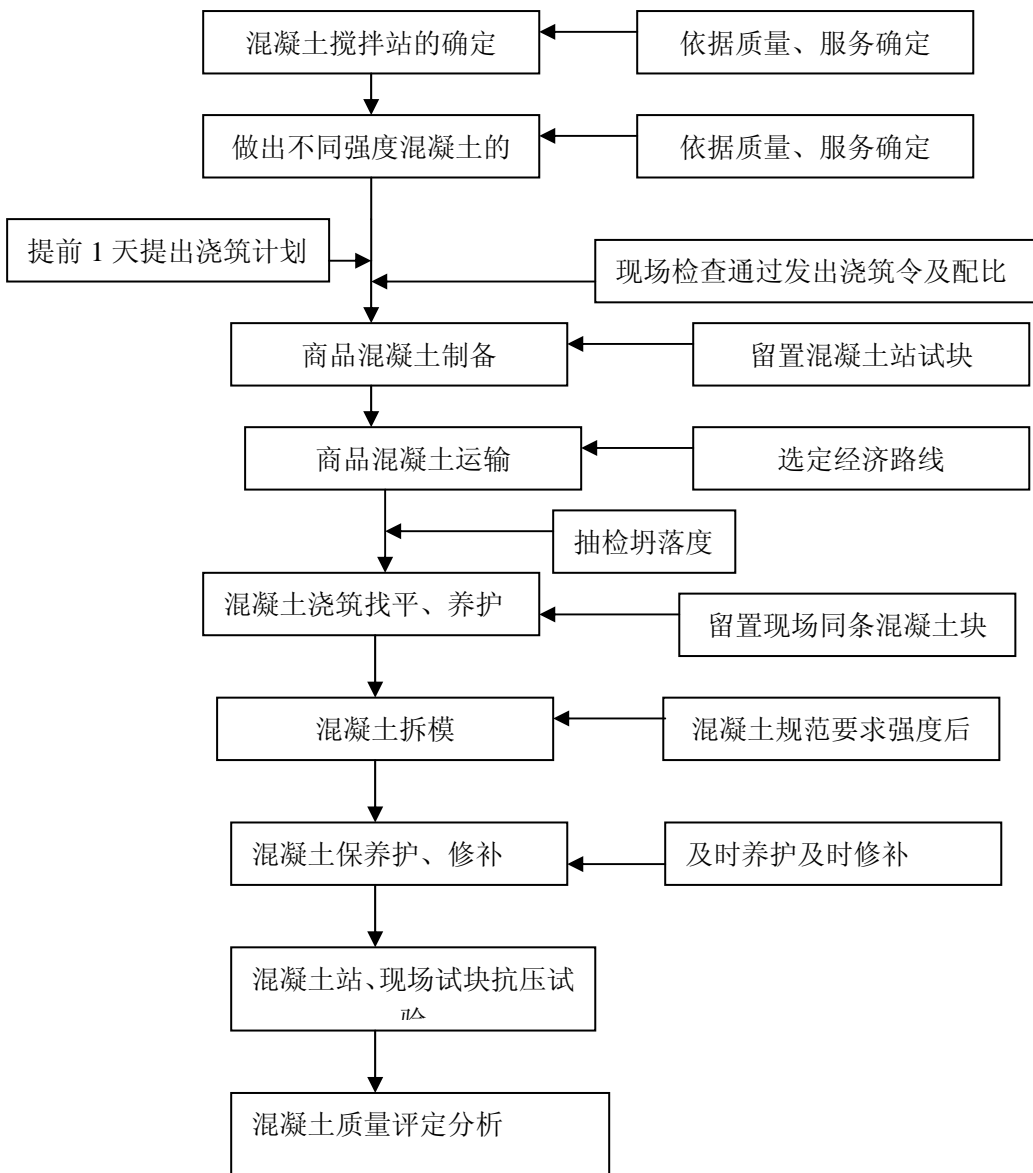 混凝土搅拌站的确定
依据质量、服务确定
做出不同强度混凝土的
依据质量、服务确定
提前 1 天提出浇筑计划
现场检查通过发出浇筑令及配比
商品混凝土制备
留置混凝土站试块
商品混凝土运输
选定经济路线
抽检坍落度
混凝土浇筑找平、养护
留置现场同条混凝土块
混凝土拆模
混凝土规范要求强度后
混凝土保养护、修补
及时养护及时修补
混凝土站、现场试块抗压试
混凝土质量评定分析